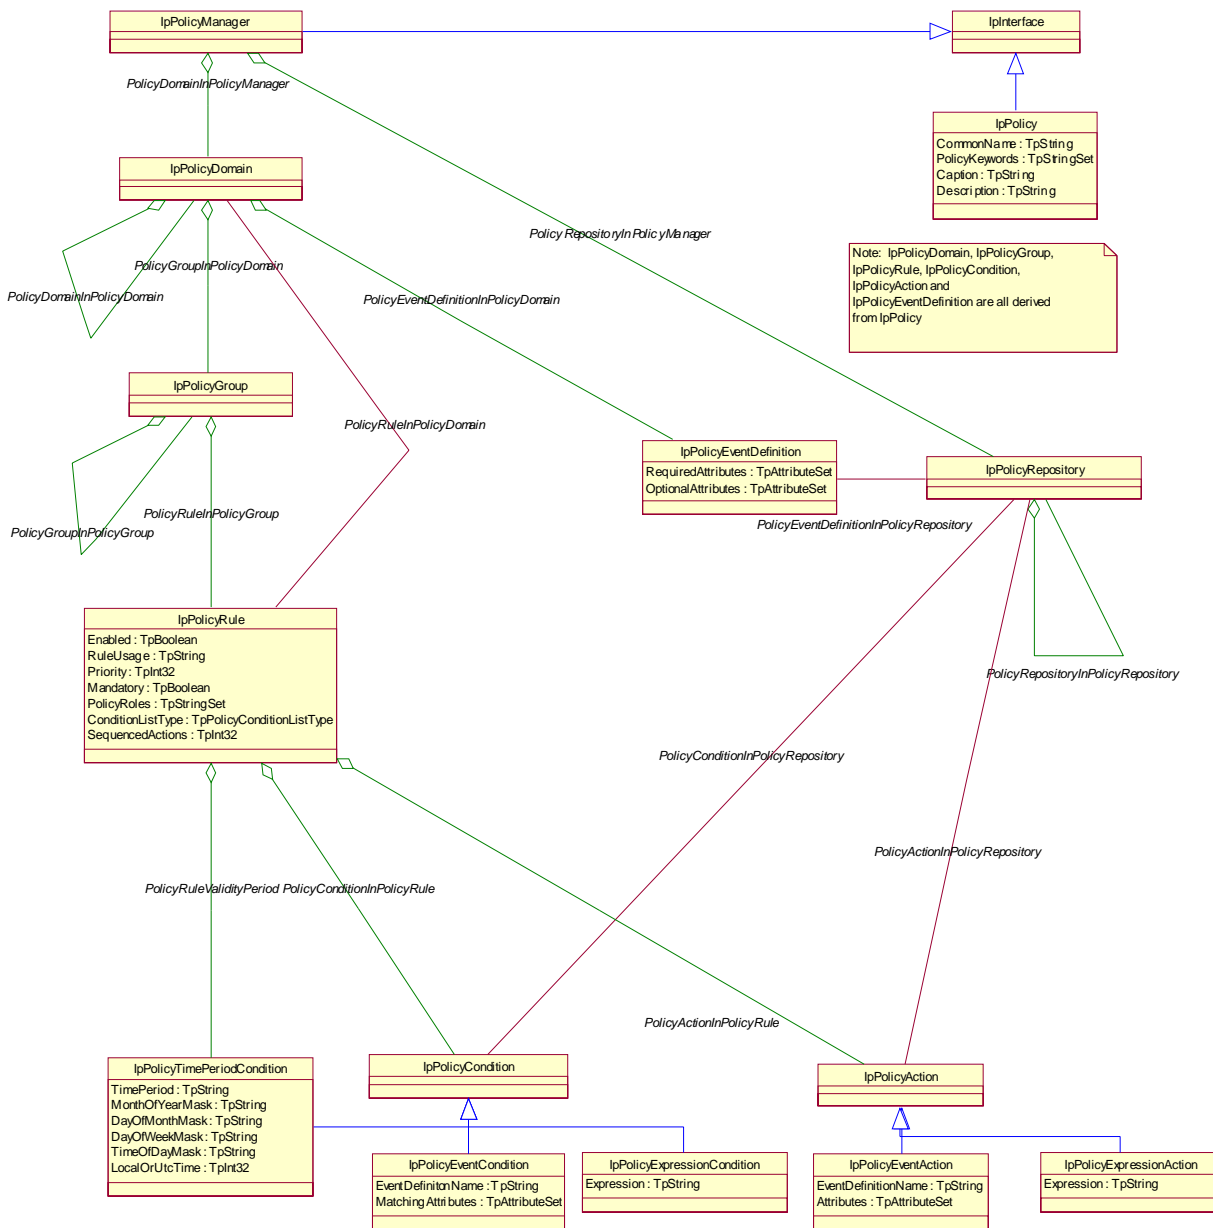 IpPolicyManager
IpInterface
PolicyDomainInPolicyManager
IpPolicy
CommonName : TpString
PolicyKeywords : TpStringSet
Caption : TpString
Description : TpString
IpPolicyDomain
PolicyRepositoryInPolicyManager
Note: IpPolicyDomain, IpPolicyGroup,
IpPolicyRule, IpPolicyCondition,
IpPolicyAction and
IpPolicyEventDefinition are all derived
from IpPolicy
PolicyGroupInPolicyDomain
PolicyDomainInPolicyDomain
PolicyEventDefinitionInPolicyDomain
IpPolicyGroup
PolicyRuleInPolicyDomain
IpPolicyEventDefinition
RequiredAttributes : TpAttributeSet
OptionalAttributes : TpAttributeSet
IpPolicyRepository
PolicyRuleInPolicyGroup
PolicyGroupInPolicyGroup
PolicyEventDefinitionInPolicyRepository
IpPolicyRule
Enabled : TpBoolean
RuleUsage : TpString
Priority : TpInt32
Mandatory : TpBoolean
PolicyRoles : TpStringSet
ConditionListType : TpPolicyConditionListType
SequencedActions : TpInt32
PolicyRepositoryInPolicyRepository
PolicyConditionInPolicyRepository
PolicyActionInPolicyRepository
PolicyRuleValidityPeriod
PolicyConditionInPolicyRule
PolicyActionInPolicyRule
IpPolicyTimePeriodCondition
TimePeriod : TpString
MonthOfYearMask : TpString
DayOfMonthMask : TpString
DayOfWeekMask : TpString
TimeOfDayMask : TpString
LocalOrUtcTime : TpInt32
IpPolicyCondition
IpPolicyAction
IpPolicyEventCondition
EventDefinitonName : TpString
MatchingAttributes : TpAttributeSet
IpPolicyExpressionCondition
Expression : TpString
IpPolicyEventAction
EventDefinitionName : TpString
Attributes : TpAttributeSet
IpPolicyExpressionAction
Expression : TpString